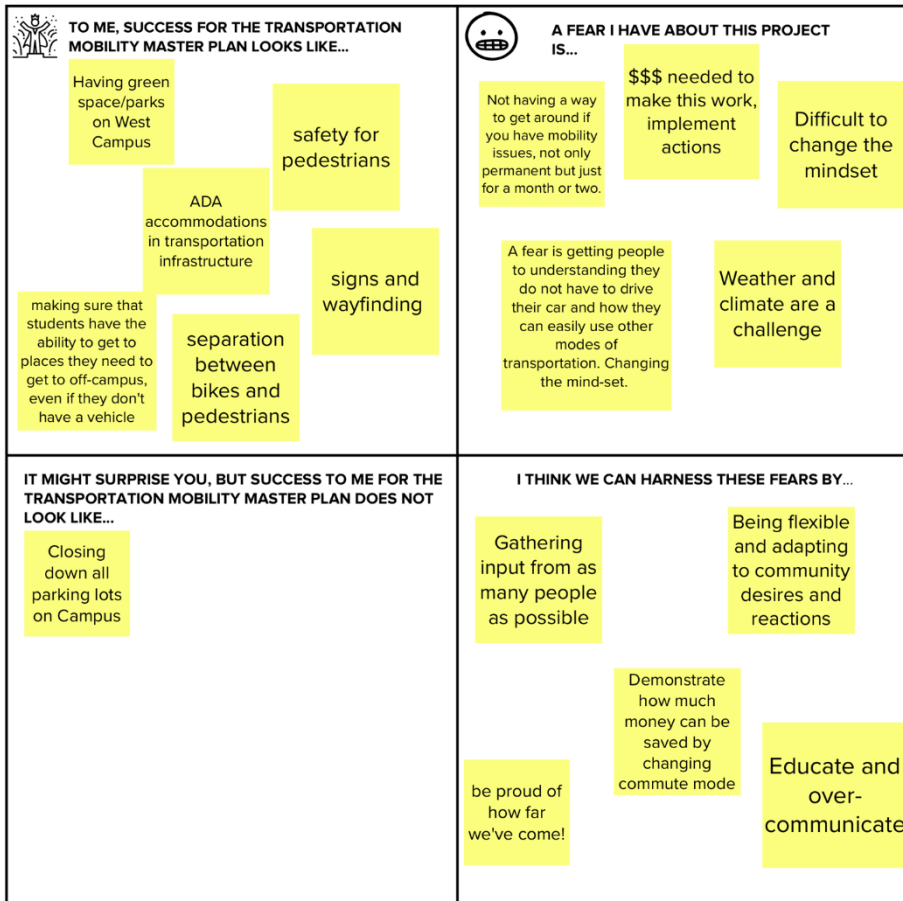 TO ME, SUCCESS FOR THE TRANSPORTATION
MOBILITY MASTER PLAN LOOKS LIKE...
Having green
space/parks
on West
Campus
safety for
pedestrians
ADA
accommodations
in transportation
infrastructure
signs and
wayfinding
making sure that
students have the
ability to get to
places they need to
get to off-campus,
even if they don't
have a vehicle
separation
between
bikes and
pedestrians
A FEAR I HAVE ABOUT THIS PROJECT
IS...
Not having a way
to get around if
you have mobility
issues, not only
permanent but just
for a month or two.
$$$ needed to
make this work,
implement
actions
Difficult to
change the
mindset
A fear is getting people
to understanding they
do not have to drive
their car and how they
can easily use other
modes of
transportation. Changing
the mind-set.
Weather and
climate are a
challenge
IT MIGHT SURPRISE YOU, BUT SUCCESS TO ME FOR THE
TRANSPORTATION MOBILITY MASTER PLAN DOES NOT
LOOK LIKE...
Closing
down all
parking lots
on Campus
I THINK WE CAN HARNESS THESE FEARS BY...
Gathering
input from as
many people
as possible
Being flexible
and adapting
to community
desires and
reactions
Demonstrate
how much
money can be
saved by
changing
commute mode
be proud of
how far
we've come!
Educate and
over-
communicate